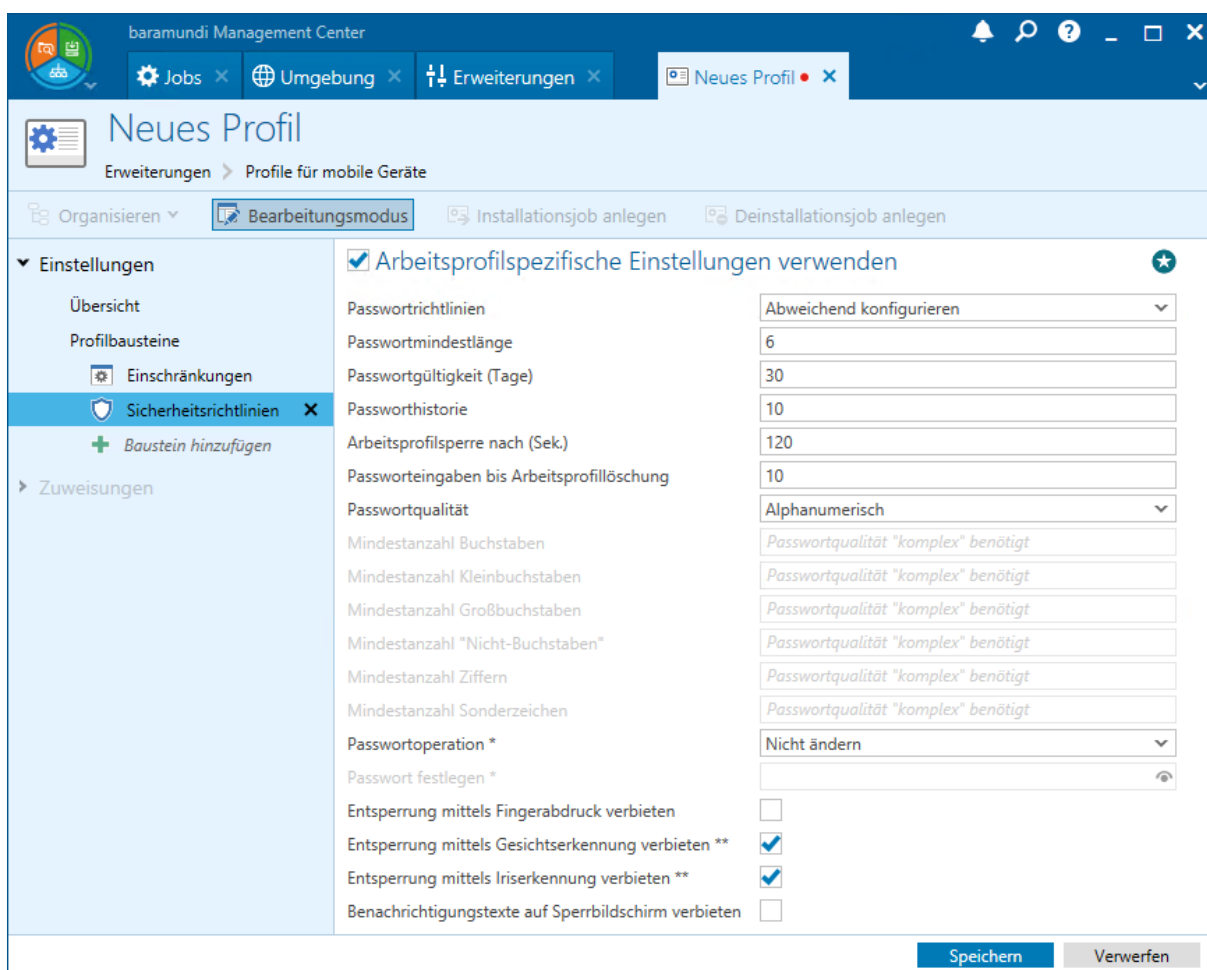 baramundi Management Center
Jobs Umgebung Erweiterungen Neues Profil
Neues Profil
Erweiterungen Profile für mobile Geräte
Organisieren Bearbeitungsmodus Installationsjob anlegen Deinstallationsjob anlegen
Einstellungen
Übersicht
Profilbausteine
Einschränkungen
Sicherheitsrichtlinien
Baustein hinzufügen
Zuweisungen
Arbeitsprofilspezifische Einstellungen verwenden
Passwortrichtlinien Abweichend konfigurieren
Passwortmindestlänge 6
Passwortgültigkeit (Tage) 30
Passworthistorie 10
Arbeitsprofilsperre nach (Sek.) 120
Passworteingaben bis Arbeitsprofillöschung 10
Passwortqualität Alphanumerisch
Mindestanzahl Buchstaben Passwortqualität "komplex" benötigt
Mindestanzahl Kleinbuchstaben Passwortqualität "komplex" benötigt
Mindestanzahl Großbuchstaben Passwortqualität "komplex" benötigt
Mindestanzahl "Nicht-Buchstaben" Passwortqualität "komplex" benötigt
Mindestanzahl Ziffern Passwortqualität "komplex" benötigt
Mindestanzahl Sonderzeichen Passwortqualität "komplex" benötigt
Passwortoperation * Nicht ändern
Passwort festlegen *
Entsperrung mittels Fingerabdruck verbieten
Entsperrung mittels Gesichtserkennung verbieten **
Entsperrung mittels Iriserkennung verbieten **
Benachrichtigungstexte auf Sperrbildschirm verbieten
Speichern Verwerfen